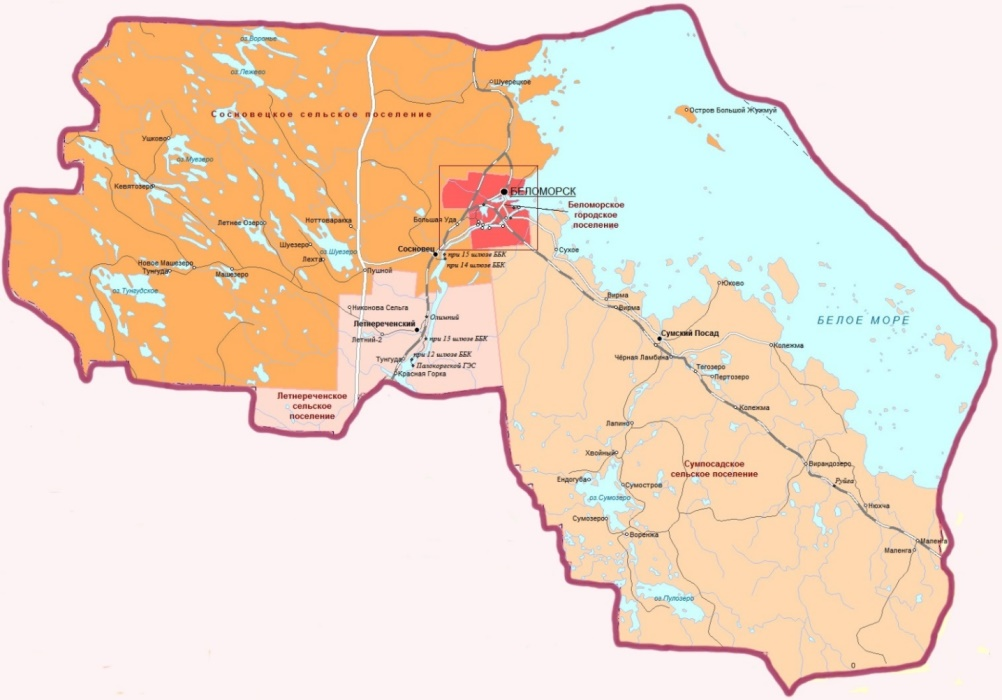 оз.Воронье
оз.Лежево
Шуерецкое
Остров Большой Жужмуй
Сосновецкое сельское поселение
Ушково
оз.Мувзеро
Кевятозеро
БЕЛОМОРСК
Беломорское
городское
поселение
Летнее Озеро
Коттоваракка
Большая Уда
Шуезеро
оз Шуезеро
Сосновец
Сухое
при 15 шлюзе ББК
при 14 шлюзе ББК
Лехта
Новое Машезеро
Тунгуда
Машезеро
Пушной
оз.Тунгудское
Юково
Вирма
Вирма
Никонова Сельга
Олимпий
БЕЛОЕ МОРЕ
Летнереченский
Летний-2
при 13 шлюзе ББК
Сумский Посад
Колежма
Чёрная Ламбина
при 12 шлюзе ББК
Тунгуда
Палокоргской ГЭС
Красная Горка
Тегозеро
Пертозеро
Летнереченское
сельское
поселение
Колежма
Лапино
Хвойный
Сумпосадское
сельское поселение
Вирандозеро
Ендогуба
Сумостров
Руйга
оз.Сумозеро
Нюхча
Сумозеро
Воренжа
Маленга
Маленга
оз.Пулозеро